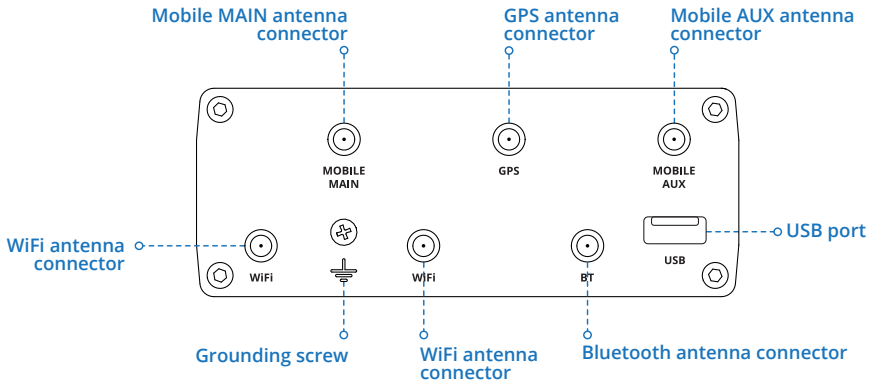 Mobile MAIN antenna
connector
GPS antenna
connector
Mobile AUX antenna
connector
MOBILE
MAIN
GPS
MOBILE
AUX
WiFi antenna
connector
USB port
WiFi
WiFi
BT
USB
Grounding screw
WiFi antenna
connector
Bluetooth antenna connector